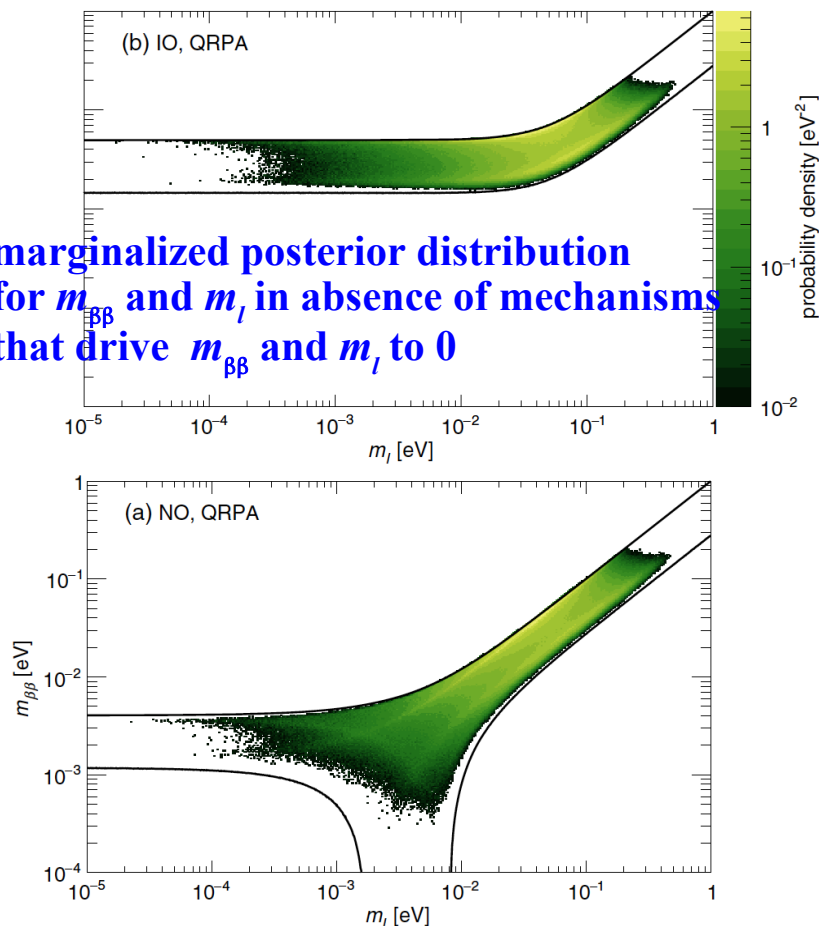 (b) IO, QRPA
1
10⁻¹
10⁻²
probability density [eV⁻²]
marginalized posterior distribution
for mββ and ml in absence of mechanisms
that drive mββ and ml to 0
10⁻⁵ 10⁻⁴ 10⁻³ 10⁻² 10⁻¹ 1
ml [eV]
(a) NO, QRPA
1
10⁻¹
10⁻²
10⁻³
10⁻⁴
mββ [eV]
10⁻⁵ 10⁻⁴ 10⁻³ 10⁻² 10⁻¹ 1
ml [eV]